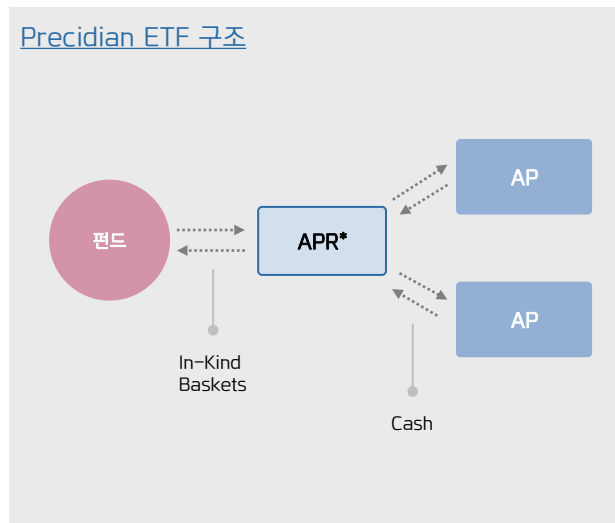 Precidian ETF 구조
AP
펀드
APR*
AP
In-Kind
Baskets
Cash